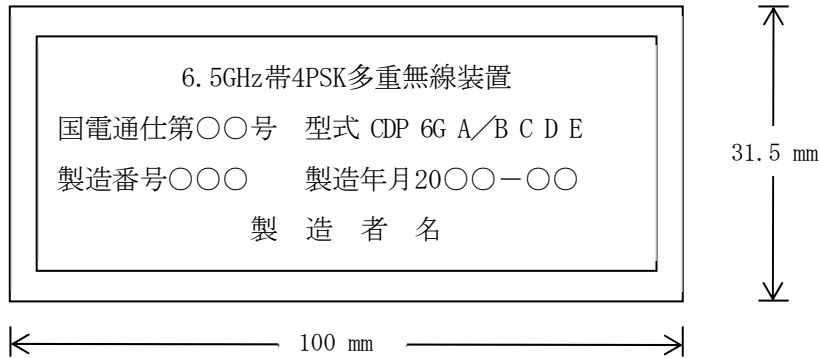 6.5GHz帯4PSK多重無線装置
国電通仕第○○号 型式 CDP 6G A／B C D E
製造番号○○○ 製造年月20○○－○○
製 造 者 名
31.5 mm
100 mm